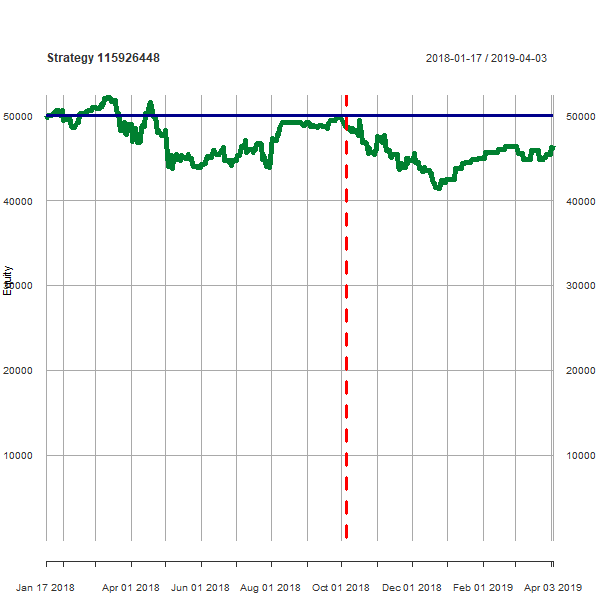 Strategy 115926448
2018-01-17 / 2019-04-03
50000
50000
40000
40000
Equity
30000
30000
20000
20000
10000
10000
Jan 17 2018
Apr 01 2018
Jun 01 2018
Aug 01 2018
Oct 01 2018
Dec 01 2018
Feb 01 2019
Apr 03 2019